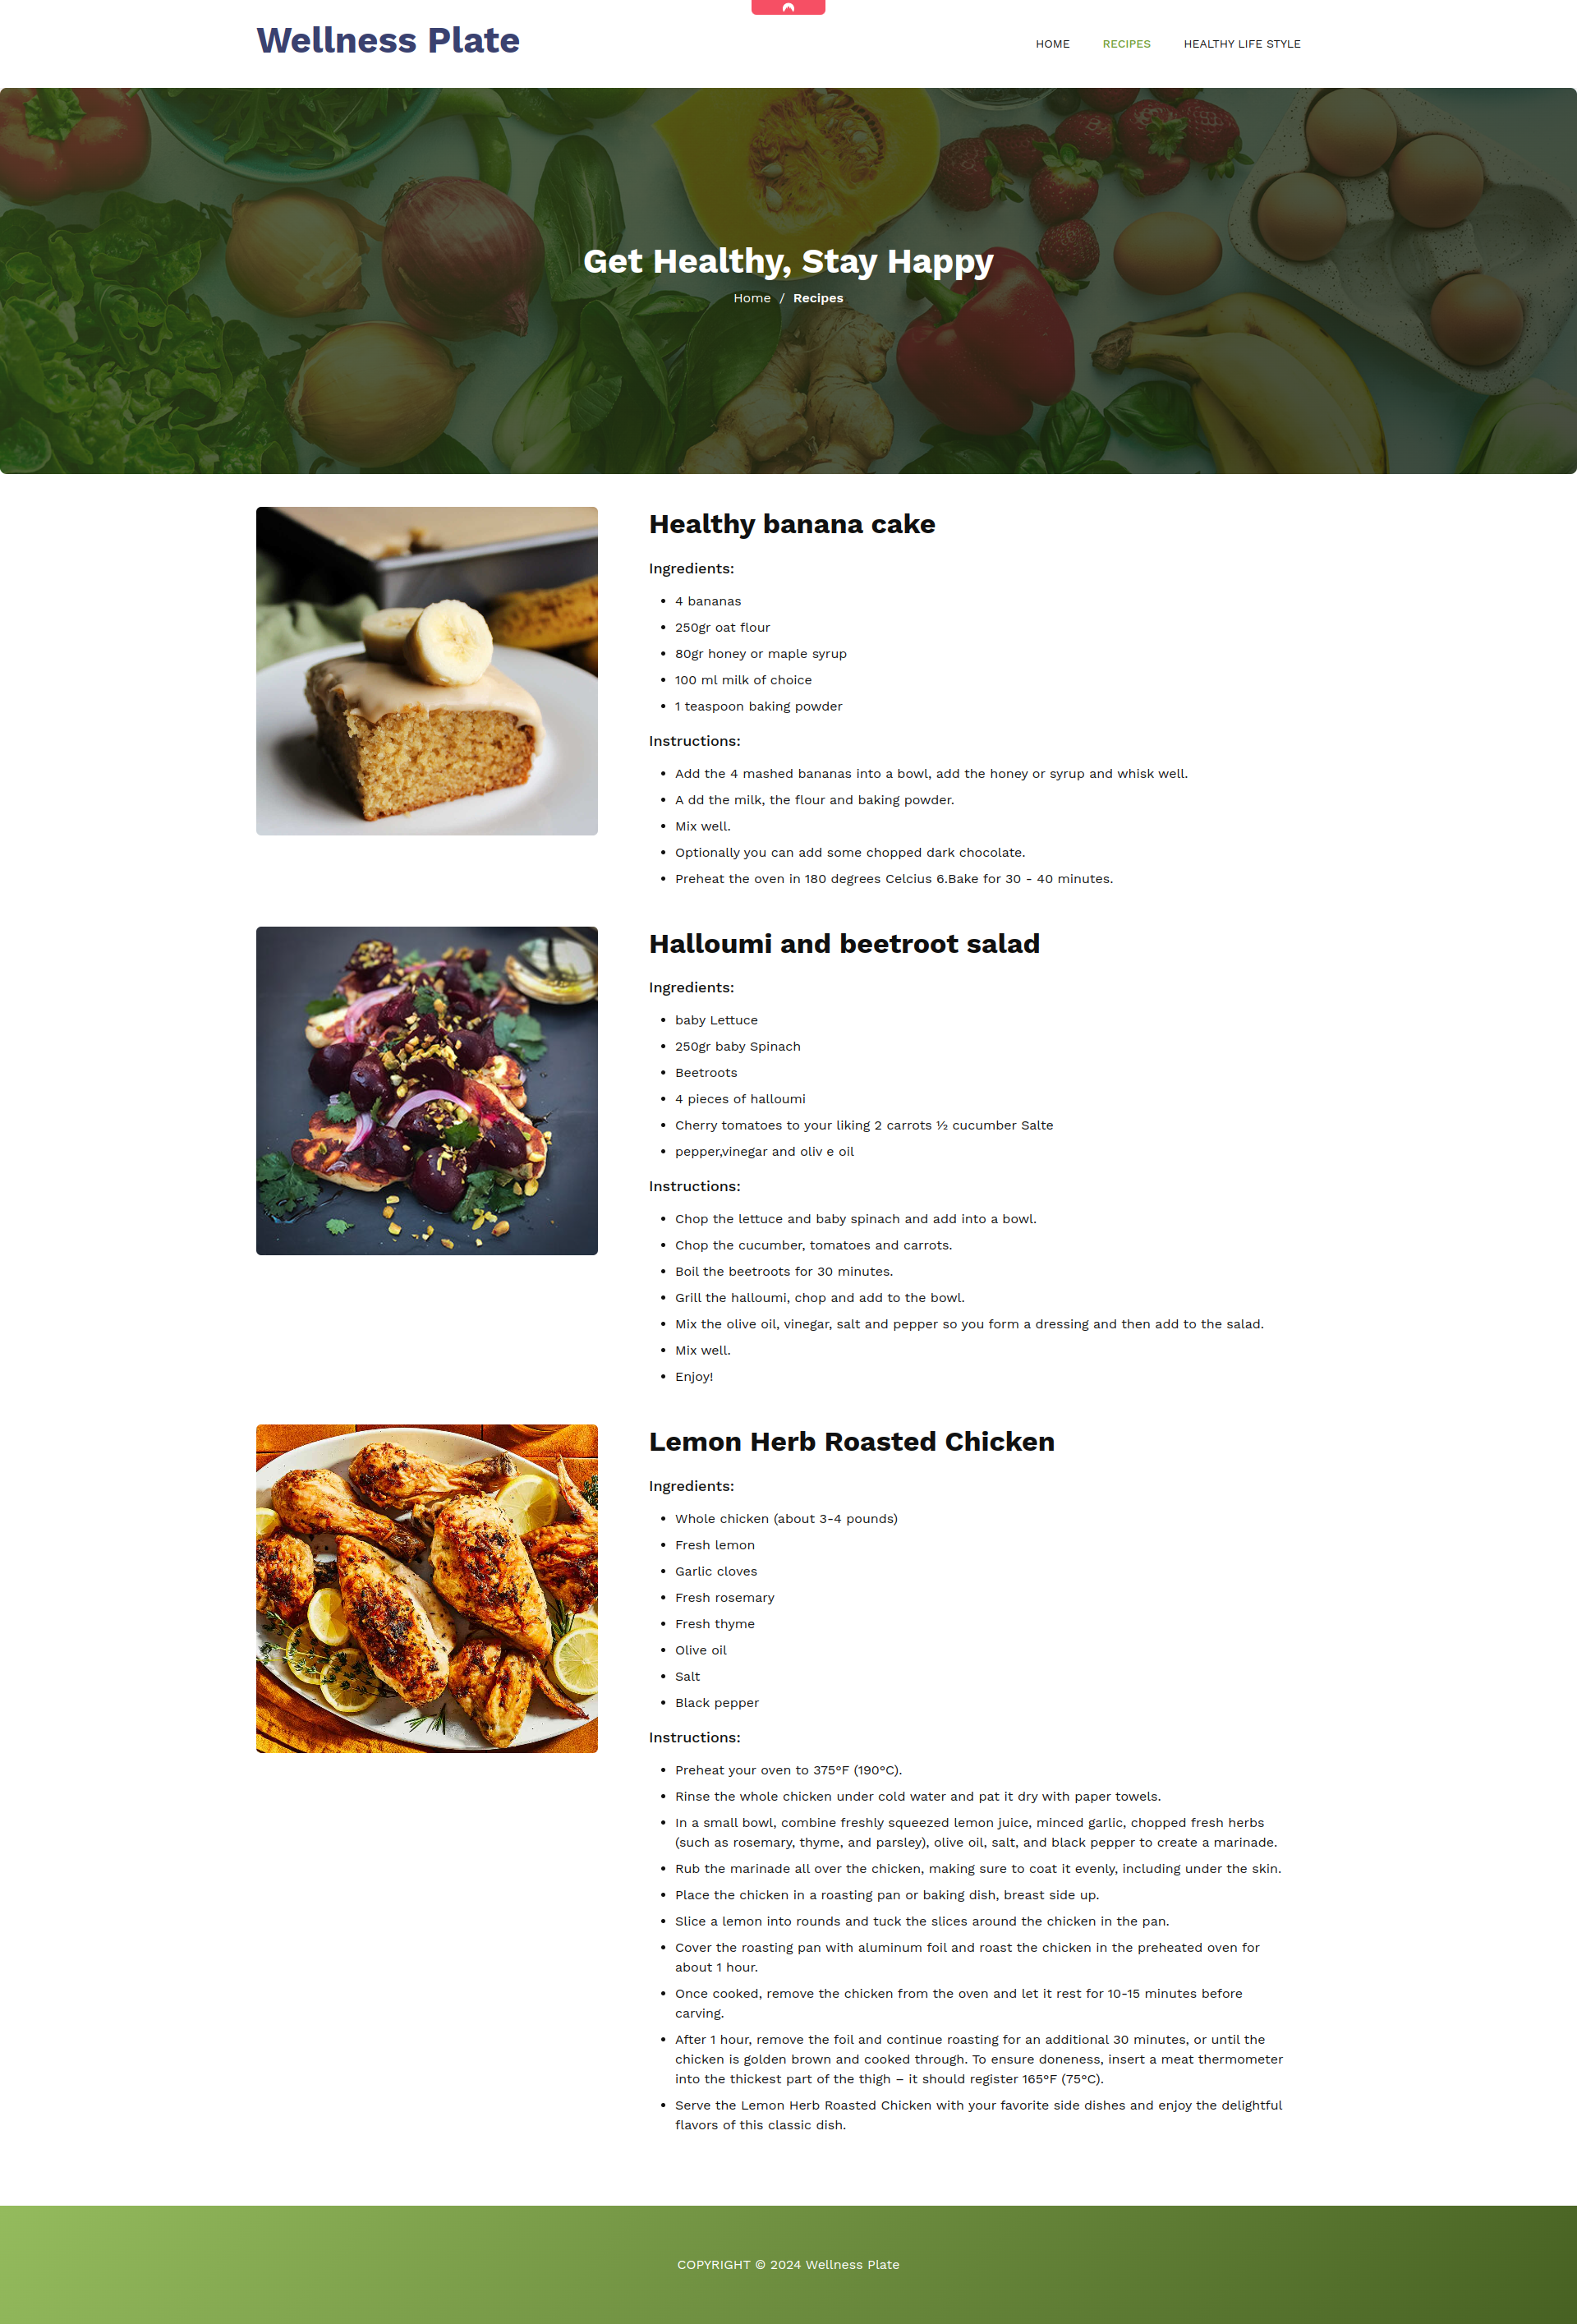 Wellness Plate
HOME
RECIPES
HEALTHY LIFE STYLE
Get Healthy, Stay Happy
Home / Recipes
Healthy banana cake
Ingredients:
4 bananas
250gr oat flour
80gr honey or maple syrup
100 ml milk of choice
1 teaspoon baking powder
Instructions:
Add the 4 mashed bananas into a bowl, add the honey or syrup and whisk well.
A dd the milk, the flour and baking powder.
Mix well.
Optionally you can add some chopped dark chocolate.
Preheat the oven in 180 degrees Celcius 6.Bake for 30 - 40 minutes.
Halloumi and beetroot salad
Ingredients:
baby Lettuce
250gr baby Spinach
Beetroots
4 pieces of halloumi
Cherry tomatoes to your liking 2 carrots ½ cucumber Salte
pepper,vinegar and oliv e oil
Instructions:
Chop the lettuce and baby spinach and add into a bowl.
Chop the cucumber, tomatoes and carrots.
Boil the beetroots for 30 minutes.
Grill the halloumi, chop and add to the bowl.
Mix the olive oil, vinegar, salt and pepper so you form a dressing and then add to the salad.
Mix well.
Enjoy!
Lemon Herb Roasted Chicken
Ingredients:
Whole chicken (about 3-4 pounds)
Fresh lemon
Garlic cloves
Fresh rosemary
Fresh thyme
Olive oil
Salt
Black pepper
Instructions:
Preheat your oven to 375°F (190°C).
Rinse the whole chicken under cold water and pat it dry with paper towels.
In a small bowl, combine freshly squeezed lemon juice, minced garlic, chopped fresh herbs
(such as rosemary, thyme, and parsley), olive oil, salt, and black pepper to create a marinade.
Rub the marinade all over the chicken, making sure to coat it evenly, including under the skin.
Place the chicken in a roasting pan or baking dish, breast side up.
Slice a lemon into rounds and tuck the slices around the chicken in the pan.
Cover the roasting pan with aluminum foil and roast the chicken in the preheated oven for
about 1 hour.
Once cooked, remove the chicken from the oven and let it rest for 10-15 minutes before
carving.
After 1 hour, remove the foil and continue roasting for an additional 30 minutes, or until the
chicken is golden brown and cooked through. To ensure doneness, insert a meat thermometer
into the thickest part of the thigh – it should register 165°F (75°C).
Serve the Lemon Herb Roasted Chicken with your favorite side dishes and enjoy the delightful
flavors of this classic dish.
COPYRIGHT © 2024 Wellness Plate